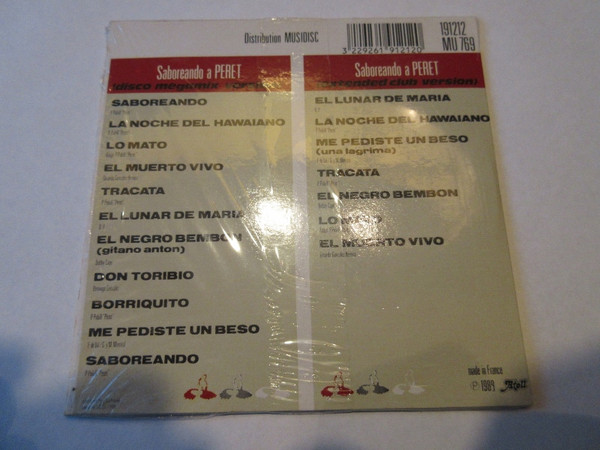 Distribution MUSIDISC
3 229261 912120
191212
MU 769
Saboreando a PERET
(disco megamix version)
SABOREANDO
LA NOCHE DEL HAWAIANO
LO MATO
EL MUERTO VIVO
TRACATA
EL LUNAR DE MARIA
EL NEGRO BEMBON
(gitano anton)
DON TORIBIO
BORRIQUITO
ME PEDISTE UN BESO
SABOREANDO
Saboreando a PERET
(extended club version)
EL LUNAR DE MARIA
LA NOCHE DEL HAWAIANO
ME PEDISTE UN BESO
(una lagrima)
TRACATA
EL NEGRO BEMBON
LO MATO
EL MUERTO VIVO
made in France
℗ 1989